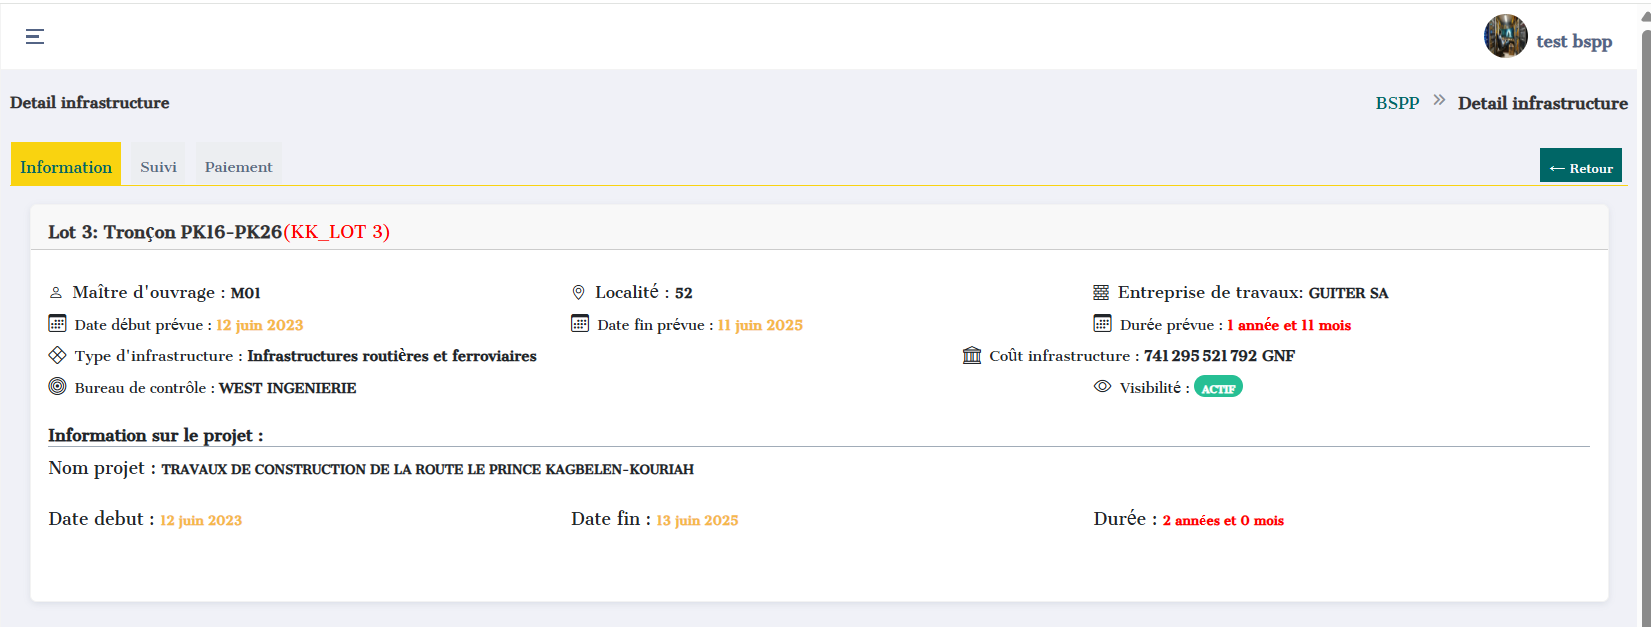 test bspp
Detail infrastructure
BSPP » Detail infrastructure
Information Suivi Paiement
← Retour
Lot 3: Tronçon PK16-PK26(KK_LOT 3)
Maître d'ouvrage : M01 Localité : 52 Entreprise de travaux: GUITER SA
Date début prévue : 12 juin 2023 Date fin prévue : 11 juin 2025 Durée prévue : 1 année et 11 mois
Type d'infrastructure : Infrastructures routières et ferroviaires Coût infrastructure : 741 295 521 792 GNF
Bureau de contrôle : WEST INGENIERIE Visibilité : ACTIF
Information sur le projet :
Nom projet : TRAVAUX DE CONSTRUCTION DE LA ROUTE LE PRINCE KAGBELEN-KOURIAH
Date debut : 12 juin 2023 Date fin : 13 juin 2025 Durée : 2 années et 0 mois